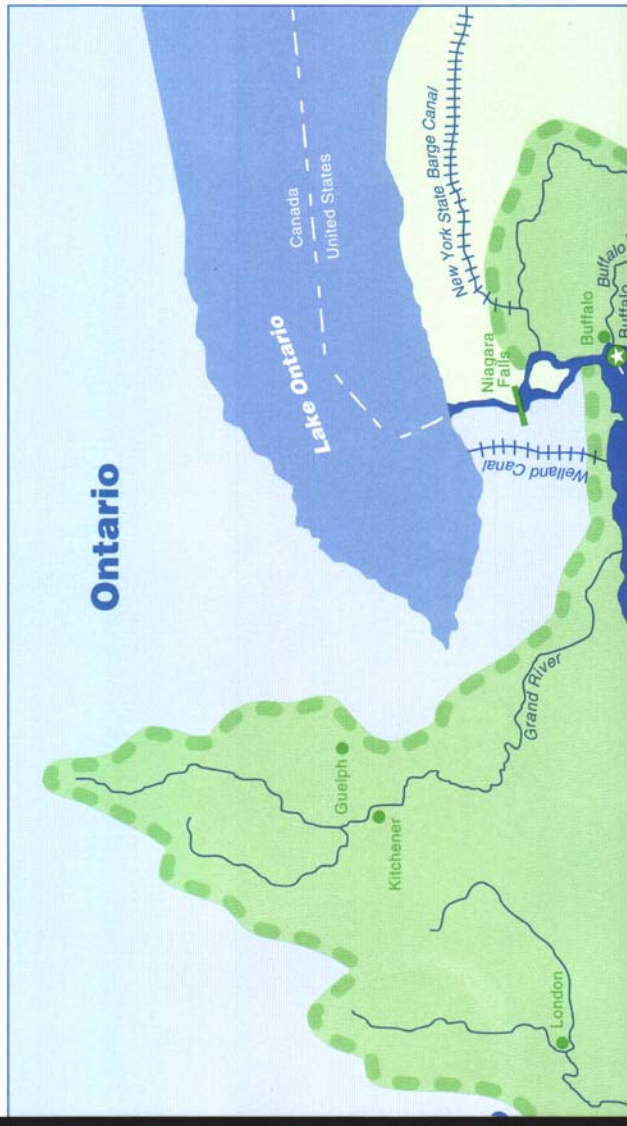 Ontario
Lake Ontario
Canada
United States
New York State Barge Canal
Niagara
Falls
Welland Canal
Buffalo
Buffalo
Buffalo
Grand River
Guelph
Kitchener
London